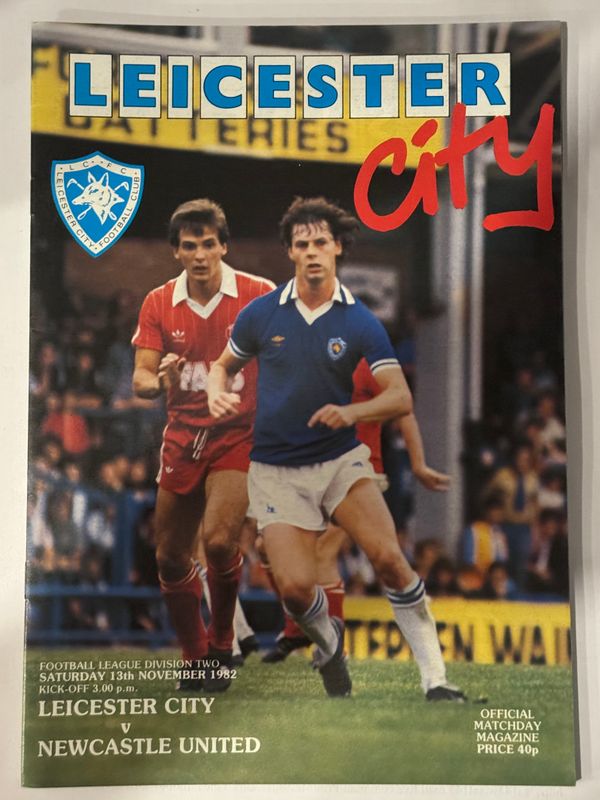 LEICESTER
City
BATTERIES
L·C·F·C
LEICESTER CITY FOOTBALL CLUB
FOOTBALL LEAGUE DIVISION TWO
SATURDAY 13th NOVEMBER 1982
KICK-OFF 3.00 p.m.
LEICESTER CITY
v
NEWCASTLE UNITED
OFFICIAL
MATCHDAY
MAGAZINE
PRICE 40p